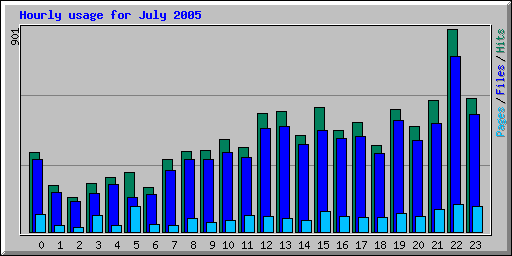 Hourly usage for July 2005
901
Pages / Files / Hits
0 1 2 3 4 5 6 7 8 9 10 11 12 13 14 15 16 17 18 19 20 21 22 23